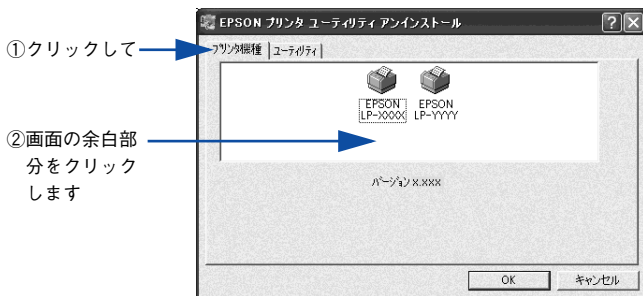 EPSON プリンタ ユーティリティ アンインストール
①クリックして
プリンタ機種
ユーティリティ
EPSON
LP-XXXX
EPSON
LP-YYYY
②画面の余白部
分をクリック
します
バージョン X.XXX
OK
キャンセル